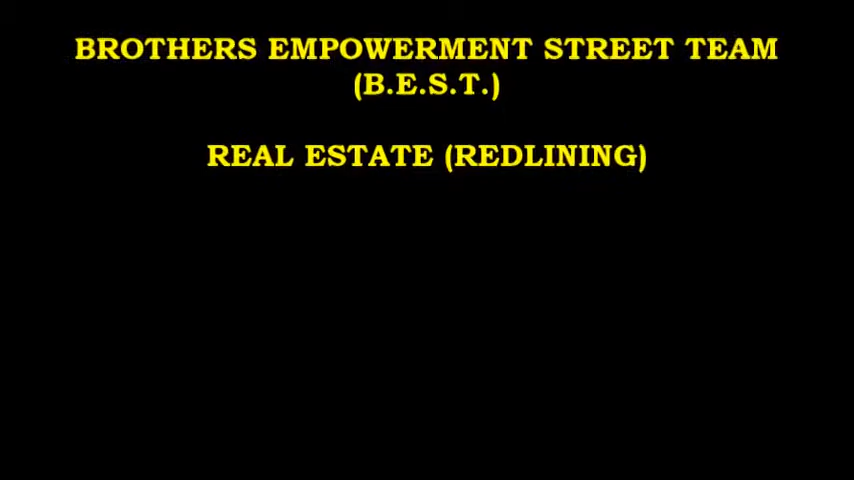 BROTHERS EMPOWERMENT STREET TEAM
(B.E.S.T.)
REAL ESTATE (REDLINING)